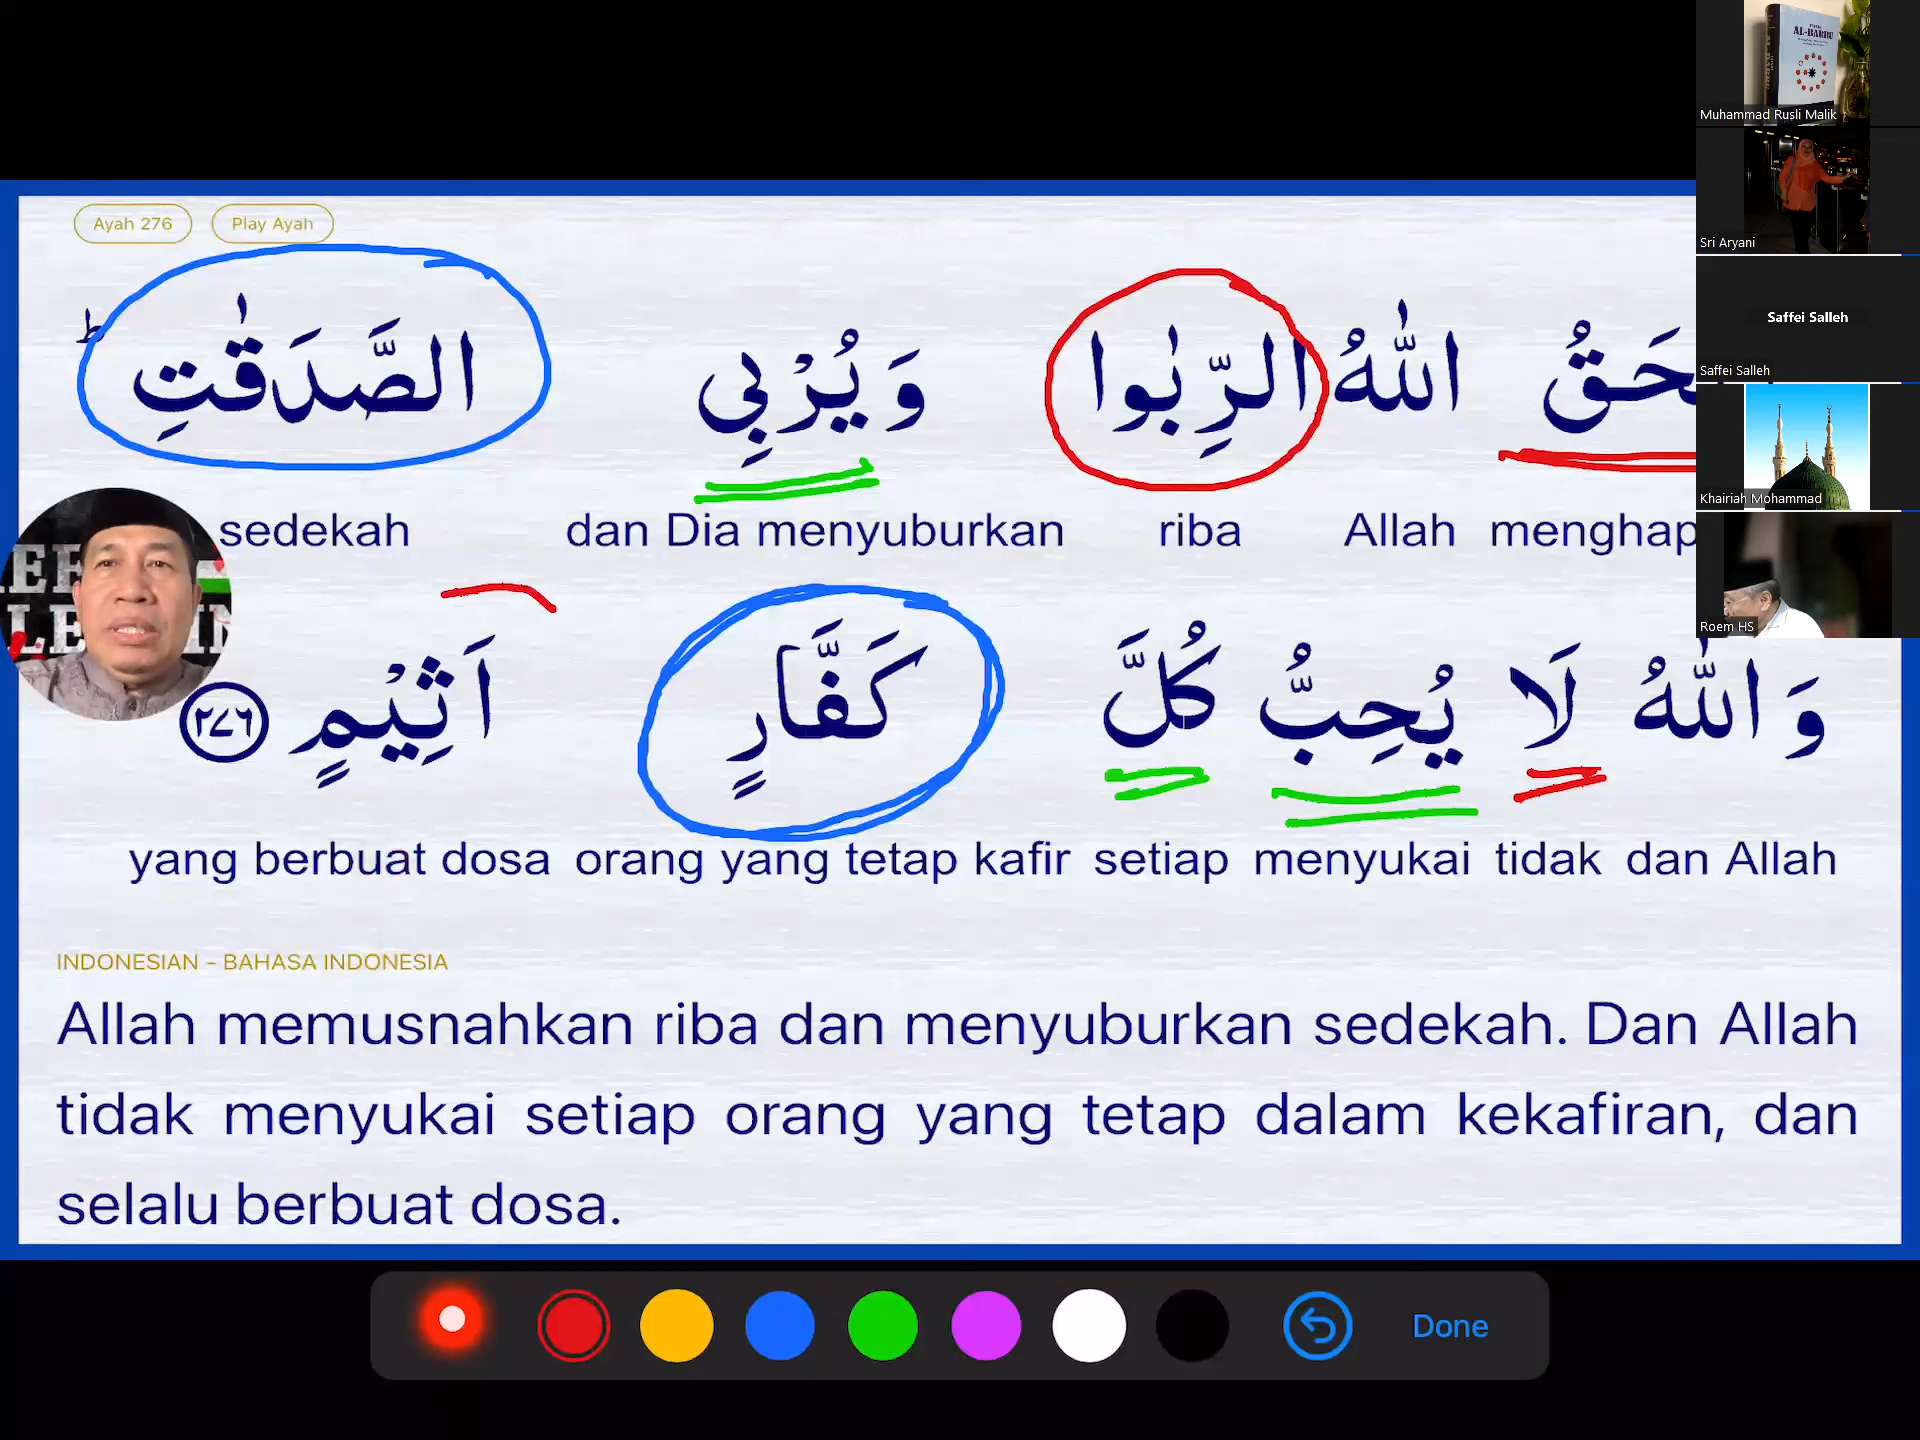 Ayah 276
Play Ayah
اللّٰهُ الرِّبٰوا وَيُرْبِي الصَّدَقٰتِ ؕ
sedekah dan Dia menyuburkan riba Allah menghap
وَاللّٰهُ لَا يُحِبُّ كُلَّ كَفَّارٍ اَثِيْمٍ ٢٧٦
yang berbuat dosa orang yang tetap kafir setiap menyukai tidak dan Allah
INDONESIAN – BAHASA INDONESIA
Allah memusnahkan riba dan menyuburkan sedekah. Dan Allah
tidak menyukai setiap orang yang tetap dalam kekafiran, dan
selalu berbuat dosa.
Done
AL-BARRU
Muhammad Rusli Malik
Sri Aryani
Saffei Salleh
Saffei Salleh
Khairiah Mohammad
Roem HS